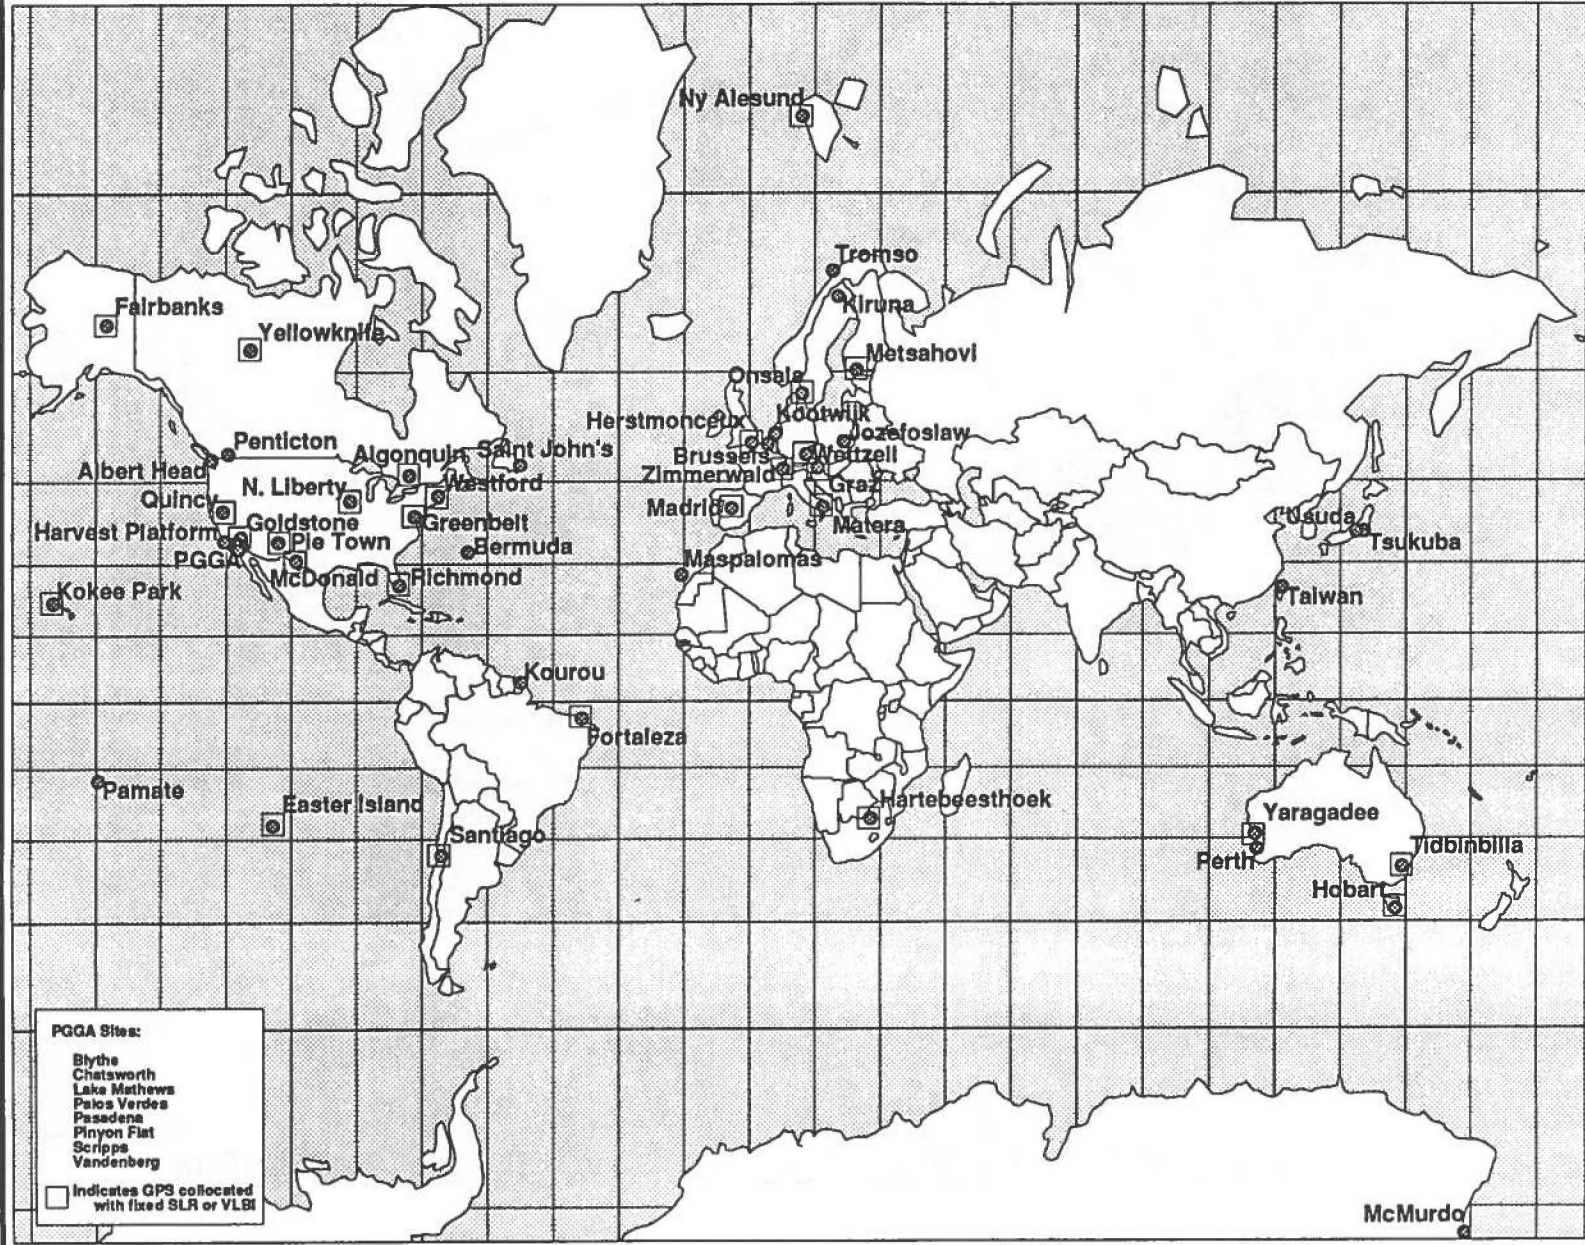 Ny Alesund
Tromso
Kiruna
Fairbanks
Yellowknife
Metsahovi
Onsala
Kootwijk
Herstmonceux
Jozefoslaw
Penticton
Algonquin
Saint John's
Brussels
Wettzell
Albert Head
Zimmerwald
Westford
N. Liberty
Graz
Quincy
Madrid
Greenbelt
Matera
Usuda
Harvest Platform
Goldstone
Pie Town
Tsukuba
Bermuda
PGGA
Maspalomas
McDonald
Richmond
Kokee Park
Taiwan
Kourou
Fortaleza
Pamate
Easter Island
Hartebeesthoek
Yaragadee
Santiago
Tidbinbilla
Perth
Hobart
PGGA Sites:
Blythe
Chatsworth
Lake Mathews
Palos Verdes
Pasadena
Pinyon Flat
Scripps
Vandenberg
Indicates GPS collocated
with fixed SLR or VLBI
McMurdo